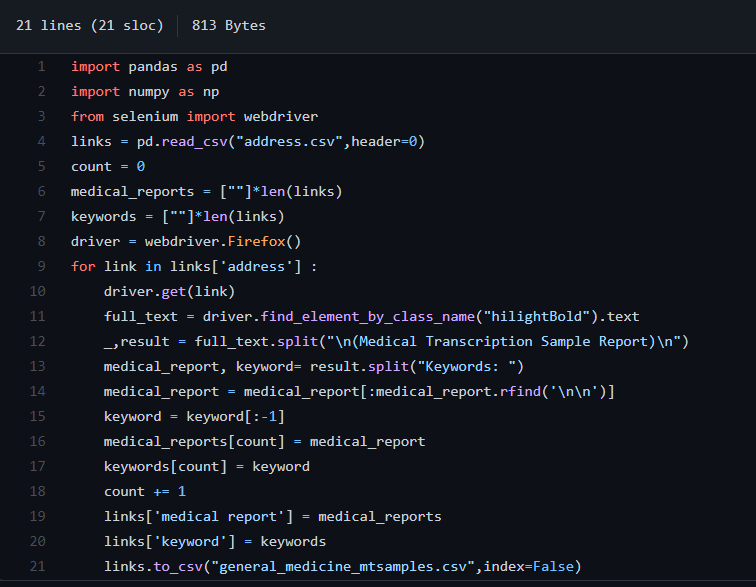 21 lines (21 sloc) 813 Bytes
1 import pandas as pd
2 import numpy as np
3 from selenium import webdriver
4 links = pd.read_csv("address.csv",header=0)
5 count = 0
6 medical_reports = [""]*len(links)
7 keywords = [""]*len(links)
8 driver = webdriver.Firefox()
9 for link in links['address'] :
10     driver.get(link)
11     full_text = driver.find_element_by_class_name("hilightBold").text
12     _,result = full_text.split("\n(Medical Transcription Sample Report)\n")
13     medical_report, keyword= result.split("Keywords: ")
14     medical_report = medical_report[:medical_report.rfind('\n\n')]
15     keyword = keyword[:-1]
16     medical_reports[count] = medical_report
17     keywords[count] = keyword
18     count += 1
19     links['medical report'] = medical_reports
20     links['keyword'] = keywords
21     links.to_csv("general_medicine_mtsamples.csv",index=False)